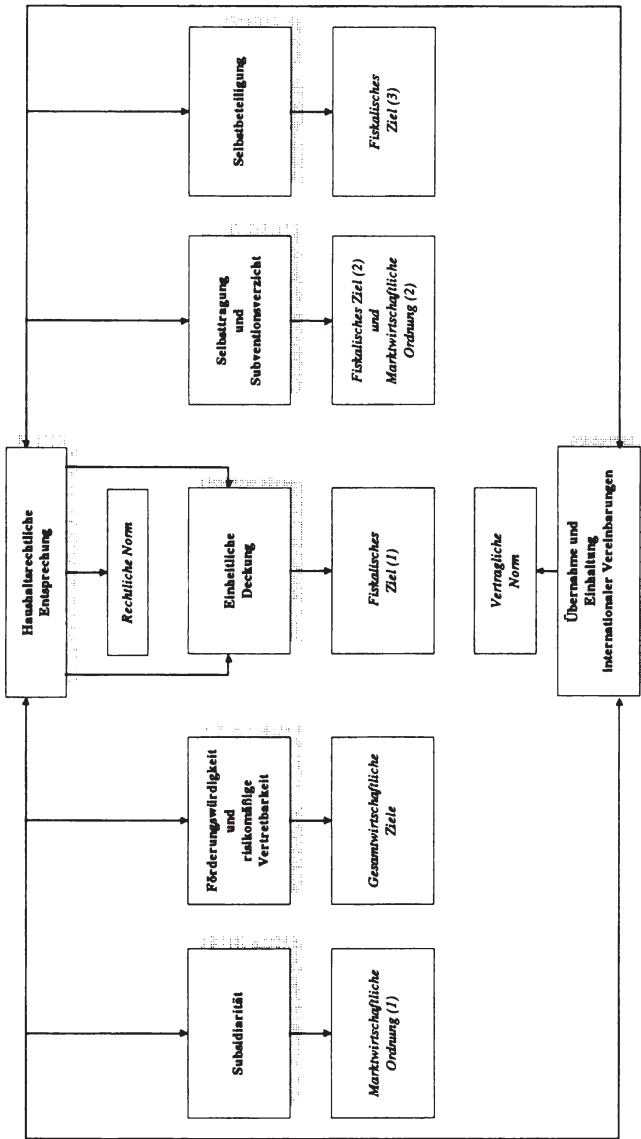 Haushaltsrechtliche
Entsprechung
Rechtliche Norm
Subsidiarität
Förderungswürdigkeit
und
risikomäßige
Vertretbarkeit
Einheitliche
Deckung
Selbsttragung
und
Subventionsverzicht
Selbstbeteiligung
Marktwirtschaftliche
Ordnung (1)
Gesamtwirtschaftliche
Ziele
Fiskalisches
Ziel (1)
Fiskalisches Ziel (2)
und
Marktwirtschaftliche
Ordnung (2)
Fiskalisches
Ziel (3)
Vertragliche
Norm
Übernahme und
Einhaltung
internationaler Vereinbarungen